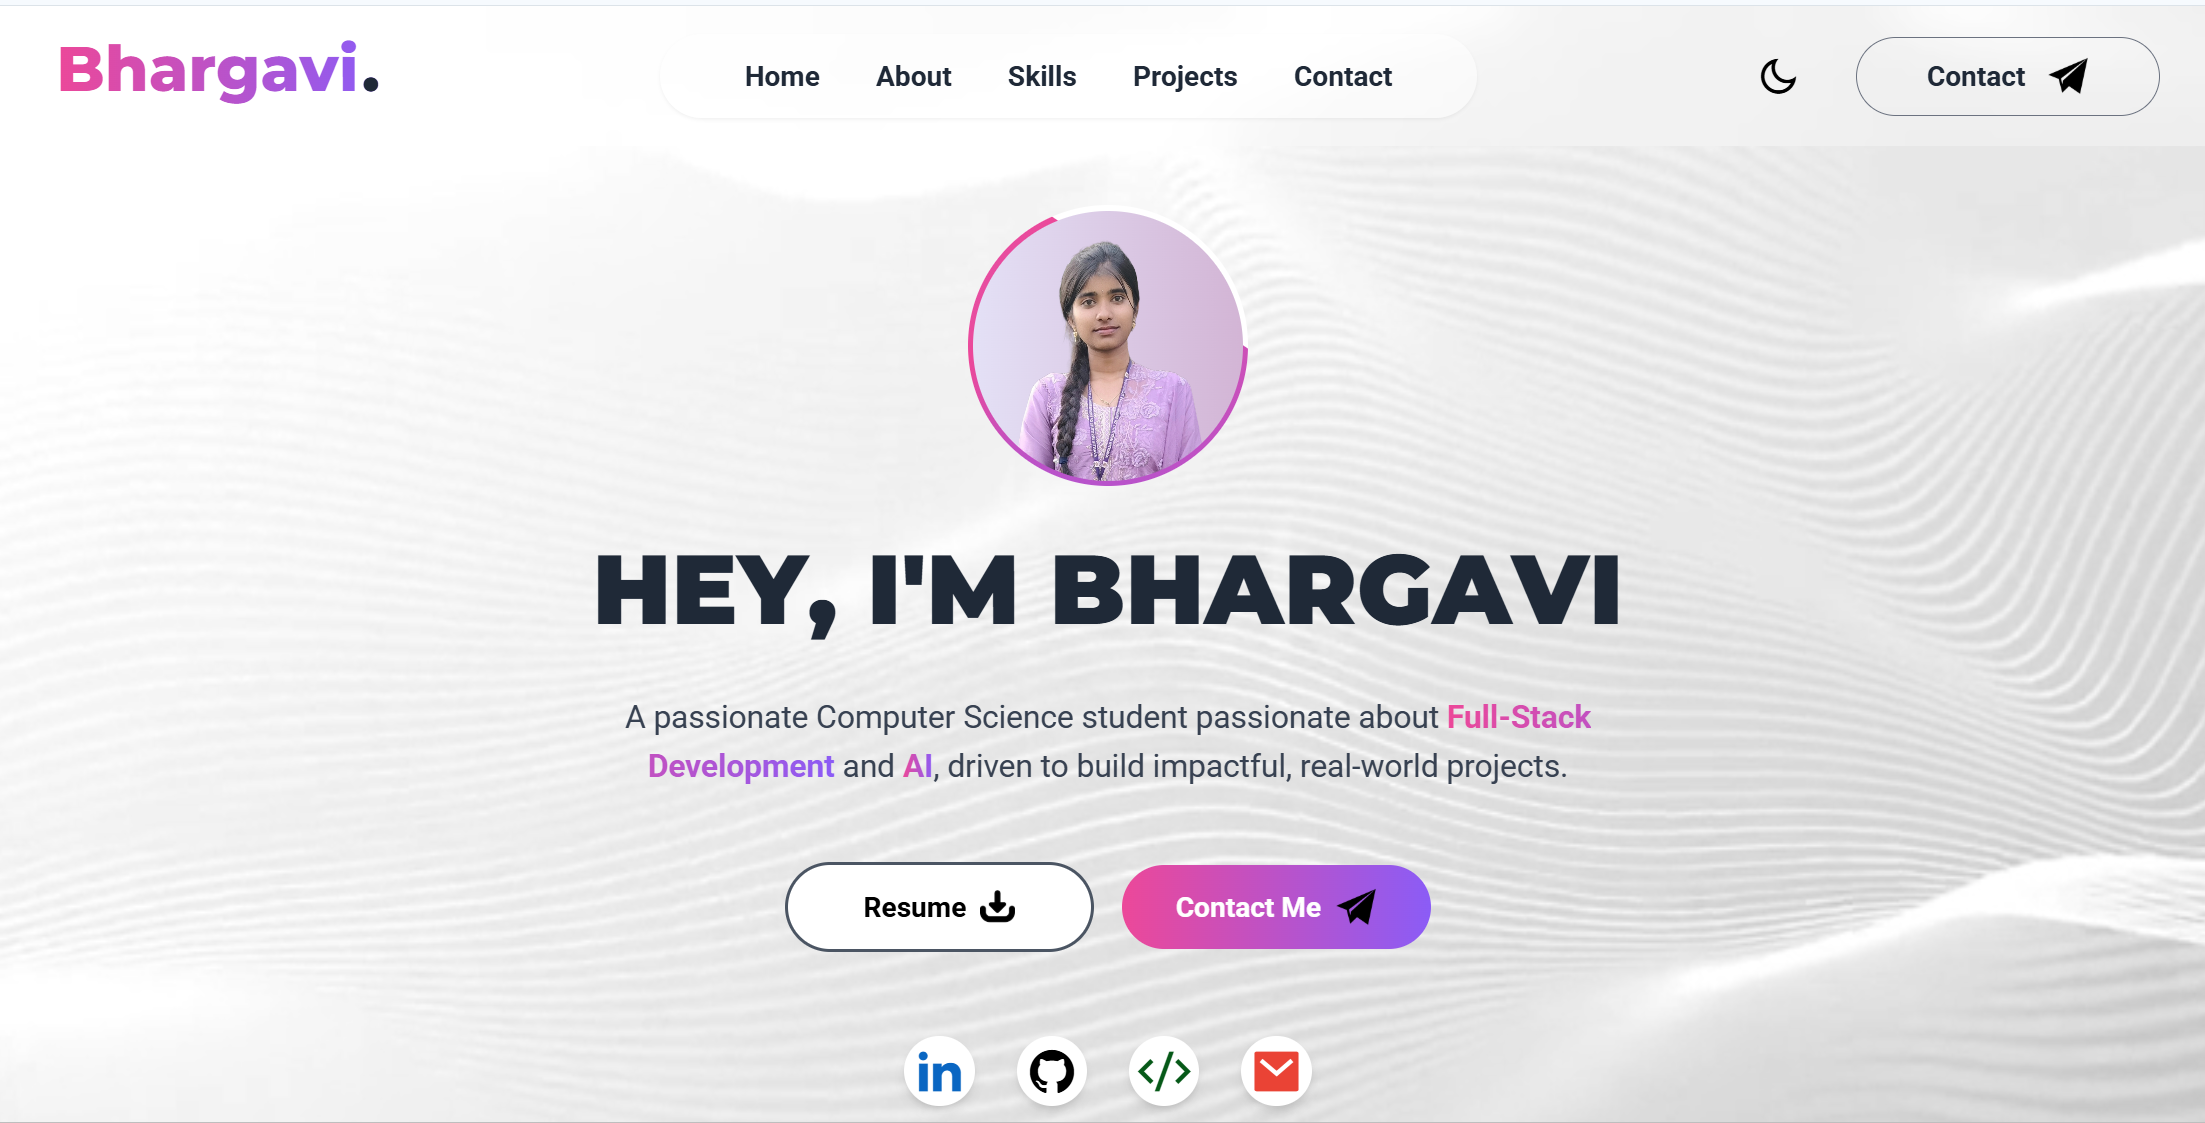 Bhargavi.
Home About Skills Projects Contact
Contact
HEY, I'M BHARGAVI
A passionate Computer Science student passionate about Full-Stack
Development and AI, driven to build impactful, real-world projects.
Resume
Contact Me
in